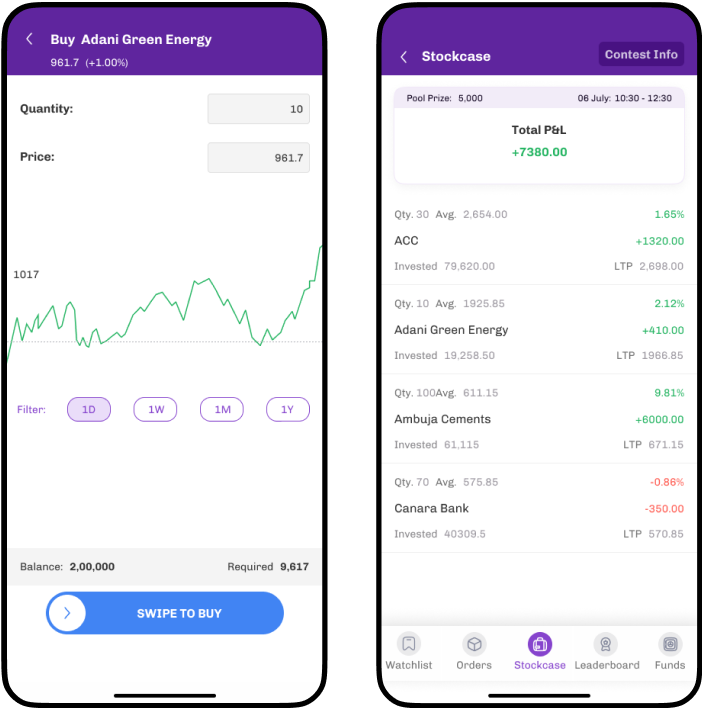 Buy Adani Green Energy
961.7 (+1.00%)
Quantity: 10
Price: 961.7
1017
Filter: 1D 1W 1M 1Y
Balance: 2,00,000 Required 9,617
SWIPE TO BUY
Stockcase Contest Info
Pool Prize: 5,000 06 July: 10:30 - 12:30
Total P&L
+7380.00
Qty. 30 Avg. 2,654.00 1.65%
ACC +1320.00
Invested 79,620.00 LTP 2,698.00
Qty. 10 Avg. 1925.85 2.12%
Adani Green Energy +410.00
Invested 19,258.50 LTP 1966.85
Qty. 100Avg. 611.15 9.81%
Ambuja Cements +6000.00
Invested 61,115 LTP 671.15
Qty. 70 Avg. 575.85 -0.86%
Canara Bank -350.00
Invested 40309.5 LTP 570.85
Watchlist Orders Stockcase Leaderboard Funds